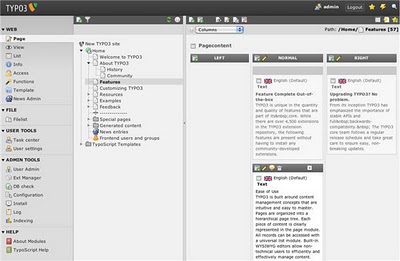 TYPO3
admin
Logout
WEB
Page
View
List
Info
Access
Functions
Template
News Admin
FILE
Filelist
USER TOOLS
Task center
User settings
ADMIN TOOLS
User Admin
Ext Manager
DB check
Configuration
Install
Log
Indexing
HELP
About Modules
TypoScript Help
New TYPO3 site
Home
Welcome to TYPO3
About TYPO3
History
Community
Features
Customizing TYPO3
Resources
Examples
Feedback
Special pages
Generated content
News entries
Frontend users and groups
TypoScript Templates
Columns
Path: /Home/ Features [57]
Pagecontent
LEFT
NORMAL
RIGHT
English (Default)
Text
Feature Complete Out-of-
the-box
TYPO3 is unique in the quantity
and quality of features that are
part of
While
there are over
in the TYPO3
extension repository, the
following features are present
without having to install any
community-developed
extensions.
English (Default)
Text
Ease of Use
TYPO3 is built around content
management concepts that are
intuitive and easy to master.
Pages are organized into a
hierarchical page tree. Each
piece of content is clearly
represented in the page module.
All records can be accessed with
a universal list module. Built-in
WYSIWYG editors allow non-
technical users to efficiently and
effectively manage content.
English (Default)
Text
Upgrading TYPO3? No
problem.
From its inception TYPO3 has
emphasized the importance of
stable APIs and
The TYPO3 core
team follows a regular release
schedule and take great care
to ensure easy, non-breaking
updates.